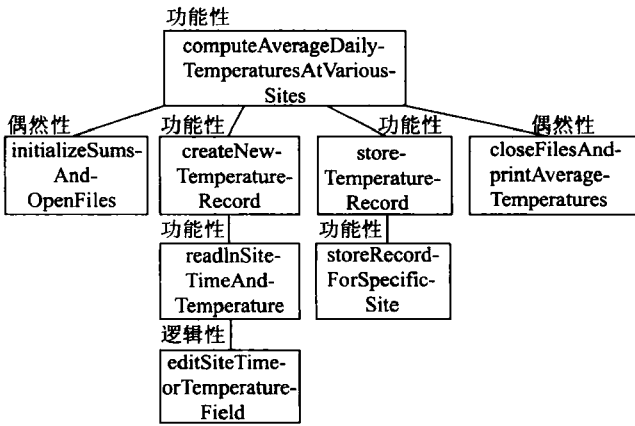 功能性
computeAverageDaily-
TemperaturesAtVarious-
Sites
偶然性
initializeSums-
And-
OpenFiles
功能性
createNew-
Temperature-
Record
功能性
store-
Temperature-
Record
偶然性
closeFilesAnd-
printAverage-
Temperatures
功能性
readInSite-
TimeAnd-
Temperature
功能性
storeRecord-
ForSpecific-
Site
逻辑性
editSiteTime-
orTemperature-
Field